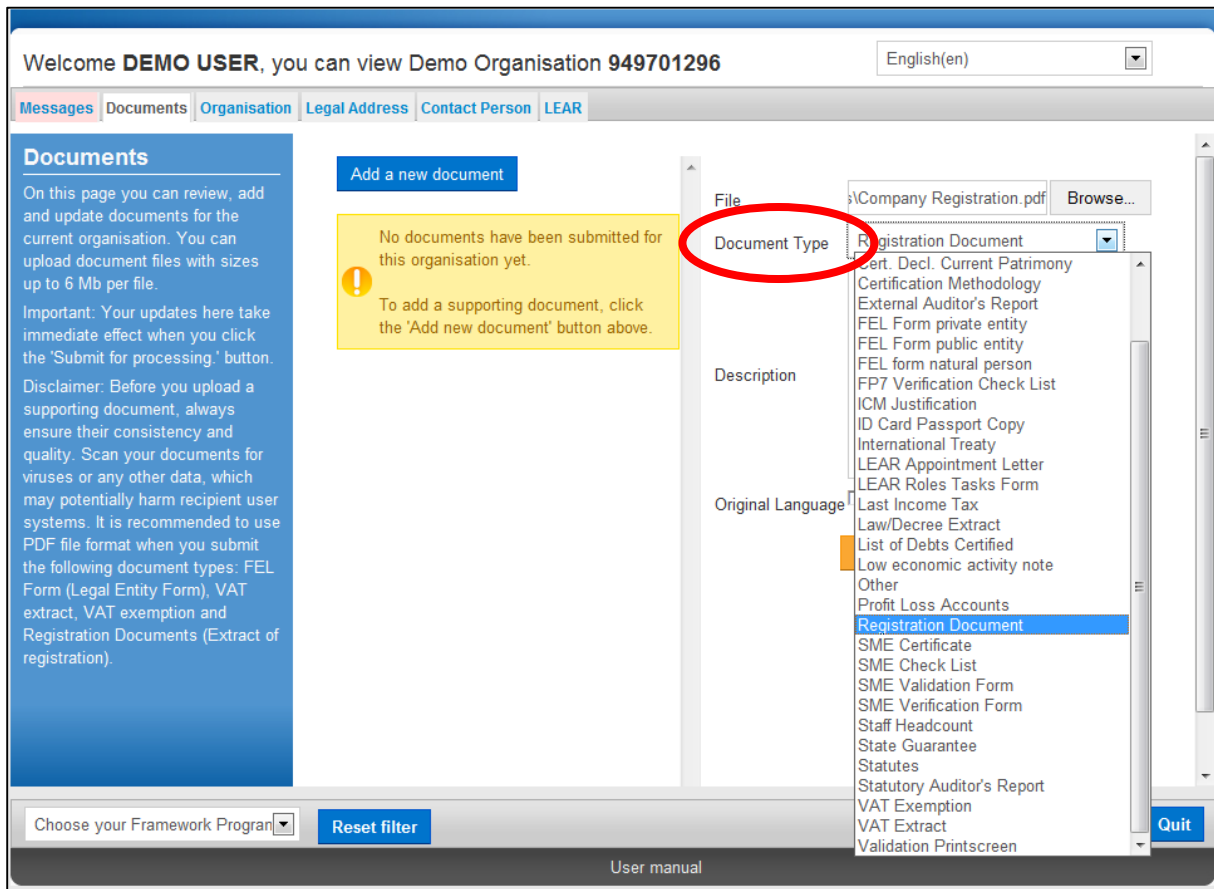 Welcome DEMO USER, you can view Demo Organisation 949701296
English(en)
Messages Documents Organisation Legal Address Contact Person LEAR
Documents
On this page you can review, add
and update documents for the
current organisation. You can
upload document files with sizes
up to 6 Mb per file.
Important: Your updates here take
immediate effect when you click
the 'Submit for processing.' button.
Disclaimer: Before you upload a
supporting document, always
ensure their consistency and
quality. Scan your documents for
viruses or any other data, which
may potentially harm recipient user
systems. It is recommended to use
PDF file format when you submit
the following document types: FEL
Form (Legal Entity Form), VAT
extract, VAT exemption and
Registration Documents (Extract of
registration).
Add a new document
No documents have been submitted for
this organisation yet.
To add a supporting document, click
the 'Add new document' button above.
File
s\Company Registration.pdf
Browse...
Document Type
Registration Document
Cert. Decl. Current Patrimony
Certification Methodology
External Auditor's Report
FEL Form private entity
FEL Form public entity
FEL form natural person
FP7 Verification Check List
ICM Justification
ID Card Passport Copy
International Treaty
LEAR Appointment Letter
LEAR Roles Tasks Form
Last Income Tax
Law/Decree Extract
List of Debts Certified
Low economic activity note
Other
Profit Loss Accounts
Registration Document
SME Certificate
SME Check List
SME Validation Form
SME Verification Form
Staff Headcount
State Guarantee
Statutes
Statutory Auditor's Report
VAT Exemption
VAT Extract
Validation Printscreen
Description
Original Language
Choose your Framework Program
Reset filter
Quit
User manual